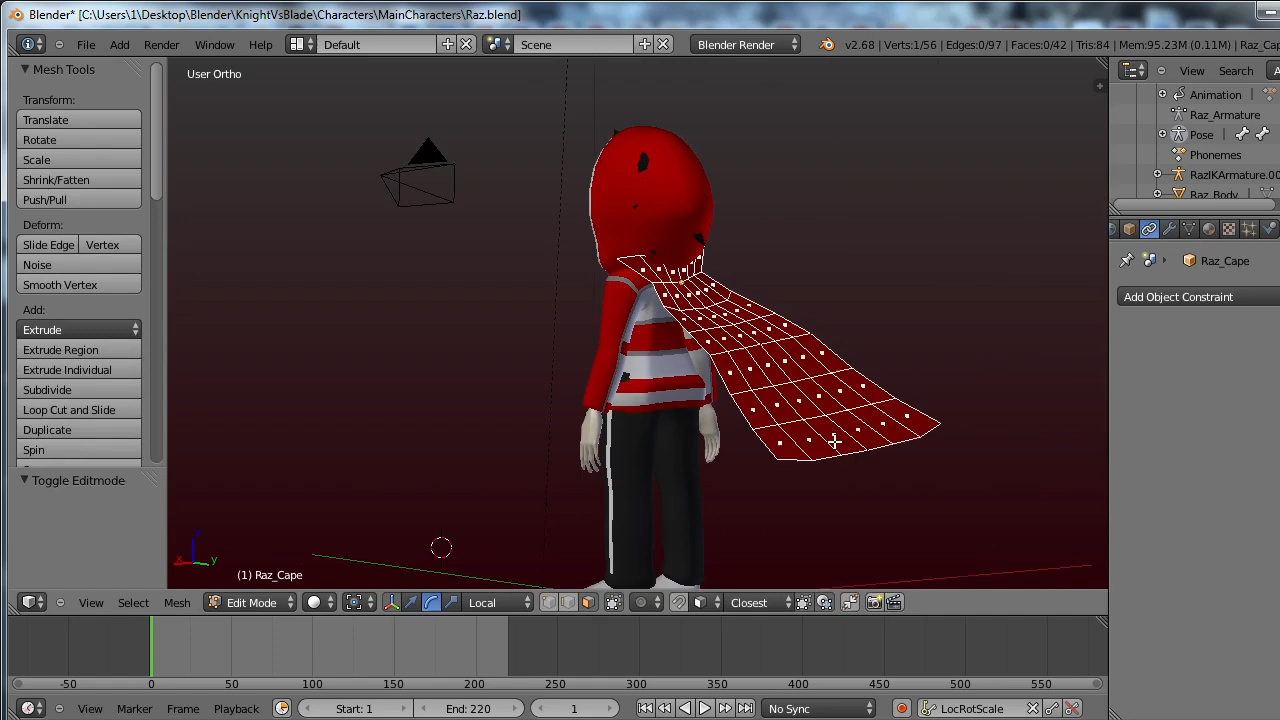 Blender* [C:\Users\1\Desktop\Blender\KnightVsBlade\Characters\MainCharacters\Raz.blend]
File Add Render Window Help Default Scene Blender Render v2.68 | Verts:1/56 | Edges:0/97 | Faces:0/42 | Tris:84 | Mem:95.23M (0.11M) | Raz_Ca
Mesh Tools
User Ortho
View Search
Transform:
Translate
Rotate
Scale
Shrink/Fatten
Push/Pull
Deform:
Slide Edge Vertex
Noise
Smooth Vertex
Add:
Extrude
Extrude Region
Extrude Individual
Subdivide
Loop Cut and Slide
Duplicate
Spin
Toggle Editmode
Animation
Raz_Armature
Pose
Phonemes
RazIKArmature.00
Raz_Body
Raz_Cape
Add Object Constraint
z
x y
(1) Raz_Cape
View Select Mesh Edit Mode Local Closest
-50 0 50 100 150 200 250 300 350 400 450 500 550
View Marker Frame Playback Start: 1 End: 220 1 No Sync LocRotScale